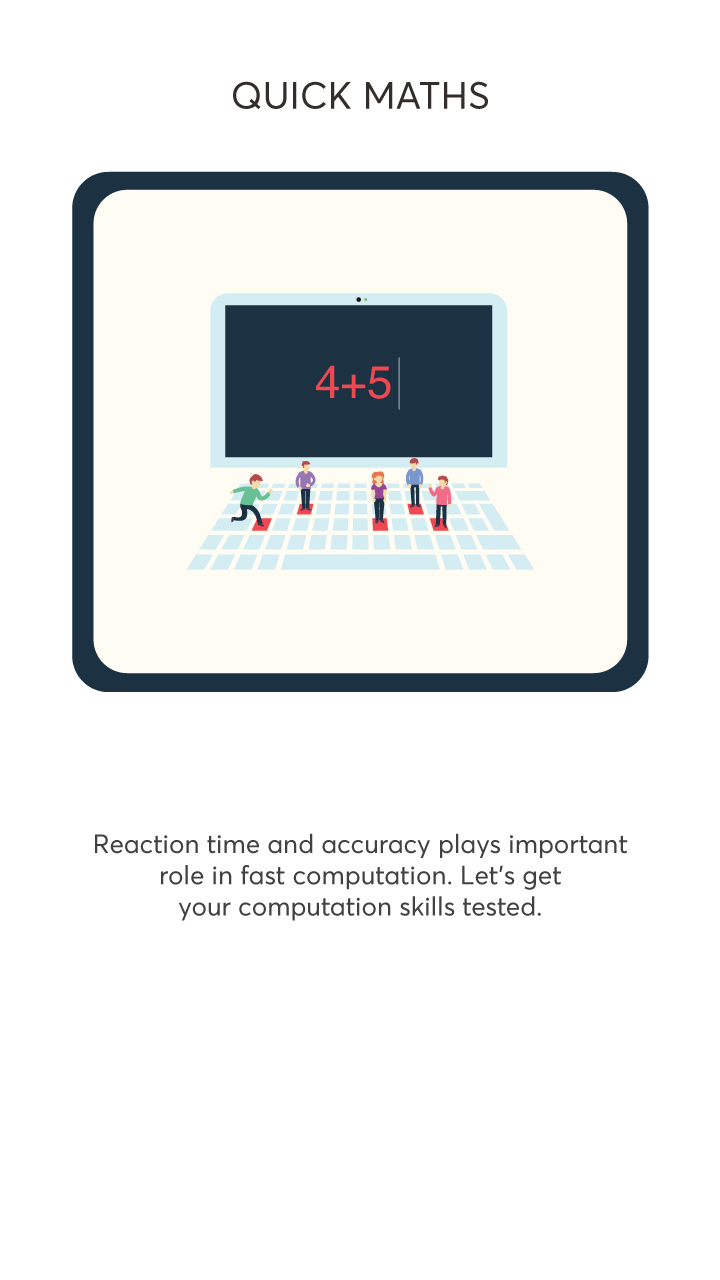 QUICK MATHS
4+5
Reaction time and accuracy plays important
role in fast computation. Let's get
your computation skills tested.